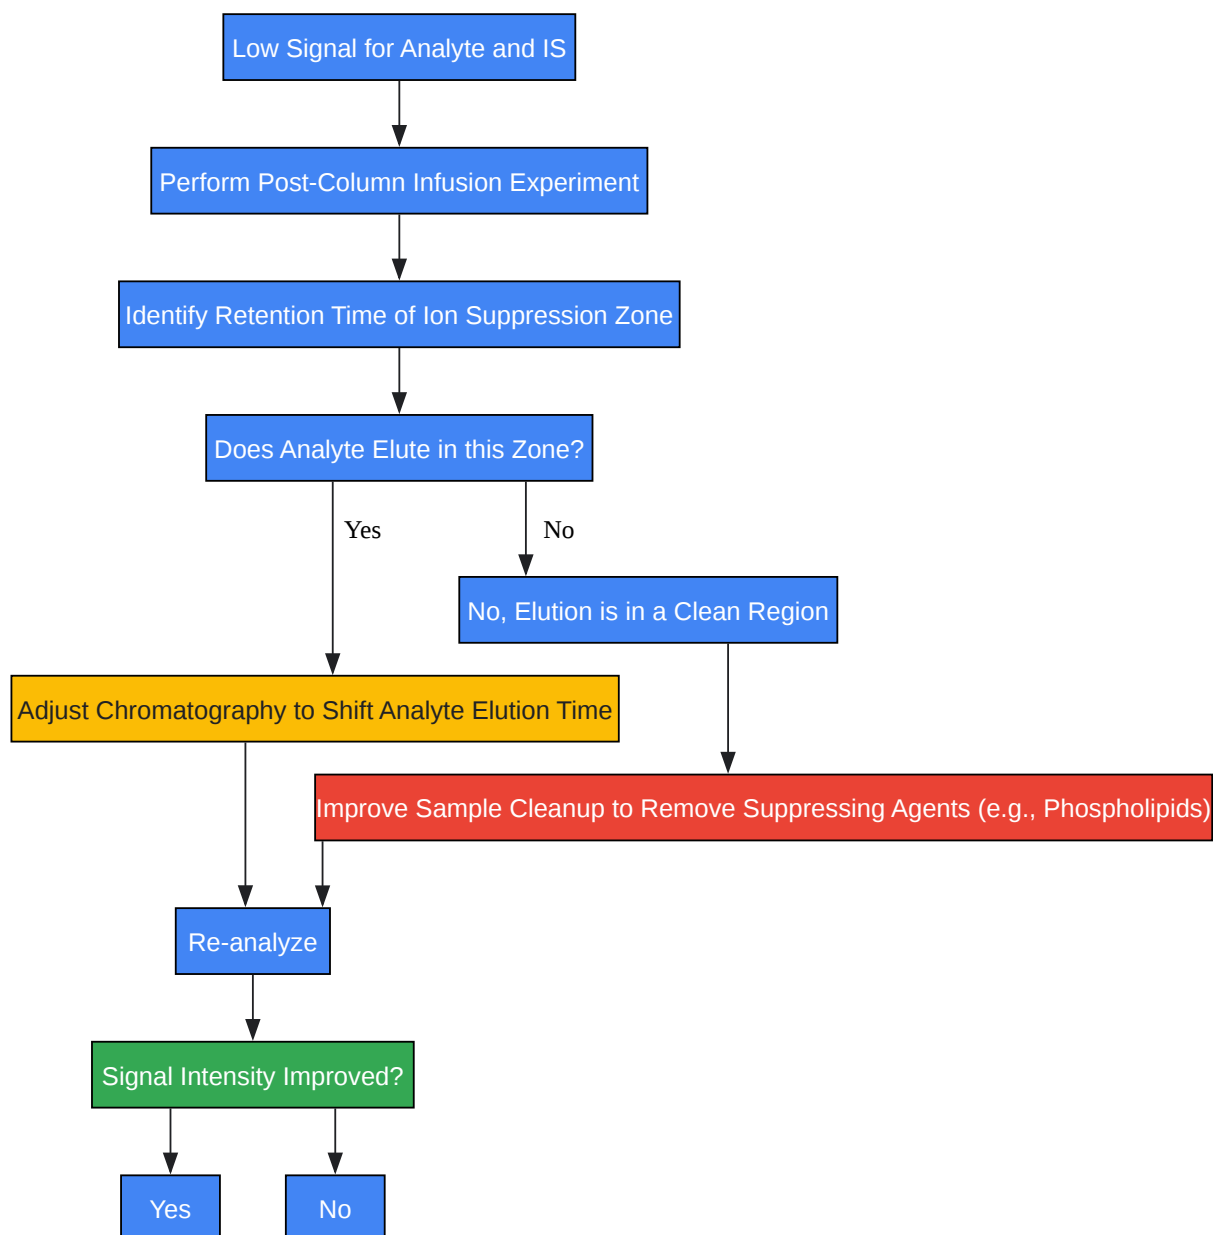 Low Signal for Analyte and IS
Perform Post-Column Infusion Experiment
Identify Retention Time of Ion Suppression Zone
Does Analyte Elute in this Zone?
Yes
No
No, Elution is in a Clean Region
Adjust Chromatography to Shift Analyte Elution Time
Improve Sample Cleanup to Remove Suppressing Agents (e.g., Phospholipids)
Re-analyze
Signal Intensity Improved?
Yes
No